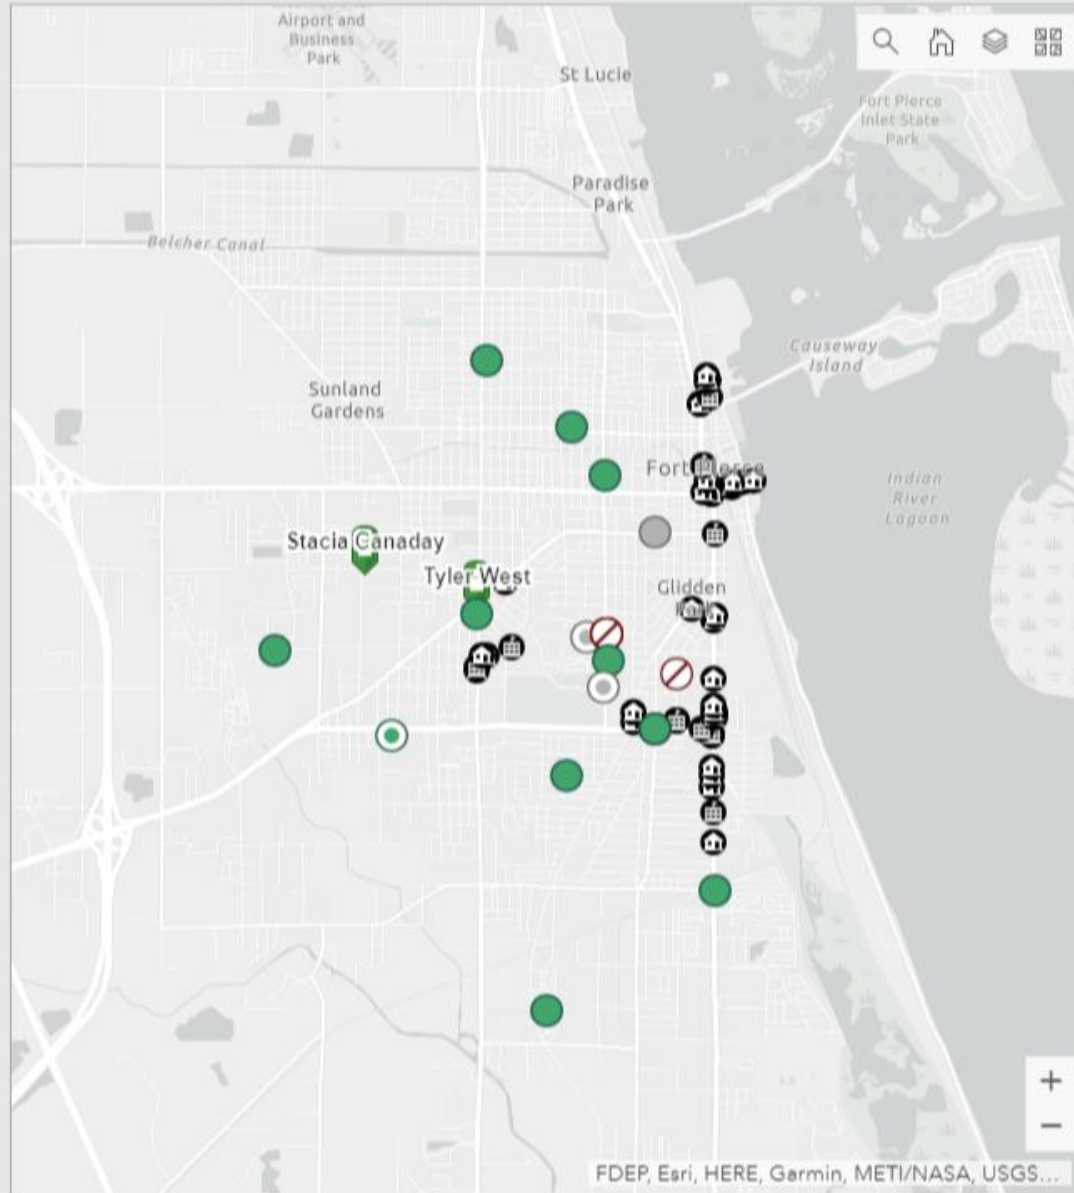 Airport and
Business
Park
St Lucie
Fort Pierce
Inlet State
Park
Paradise
Park
Belcher Canal
Causeway
Island
Sunland
Gardens
Fort Pierce
Indian
River
Lagoon
Stacia Canaday
Tyler West
Glidden
FDEP, Esri, HERE, Garmin, METI/NASA, USGS...